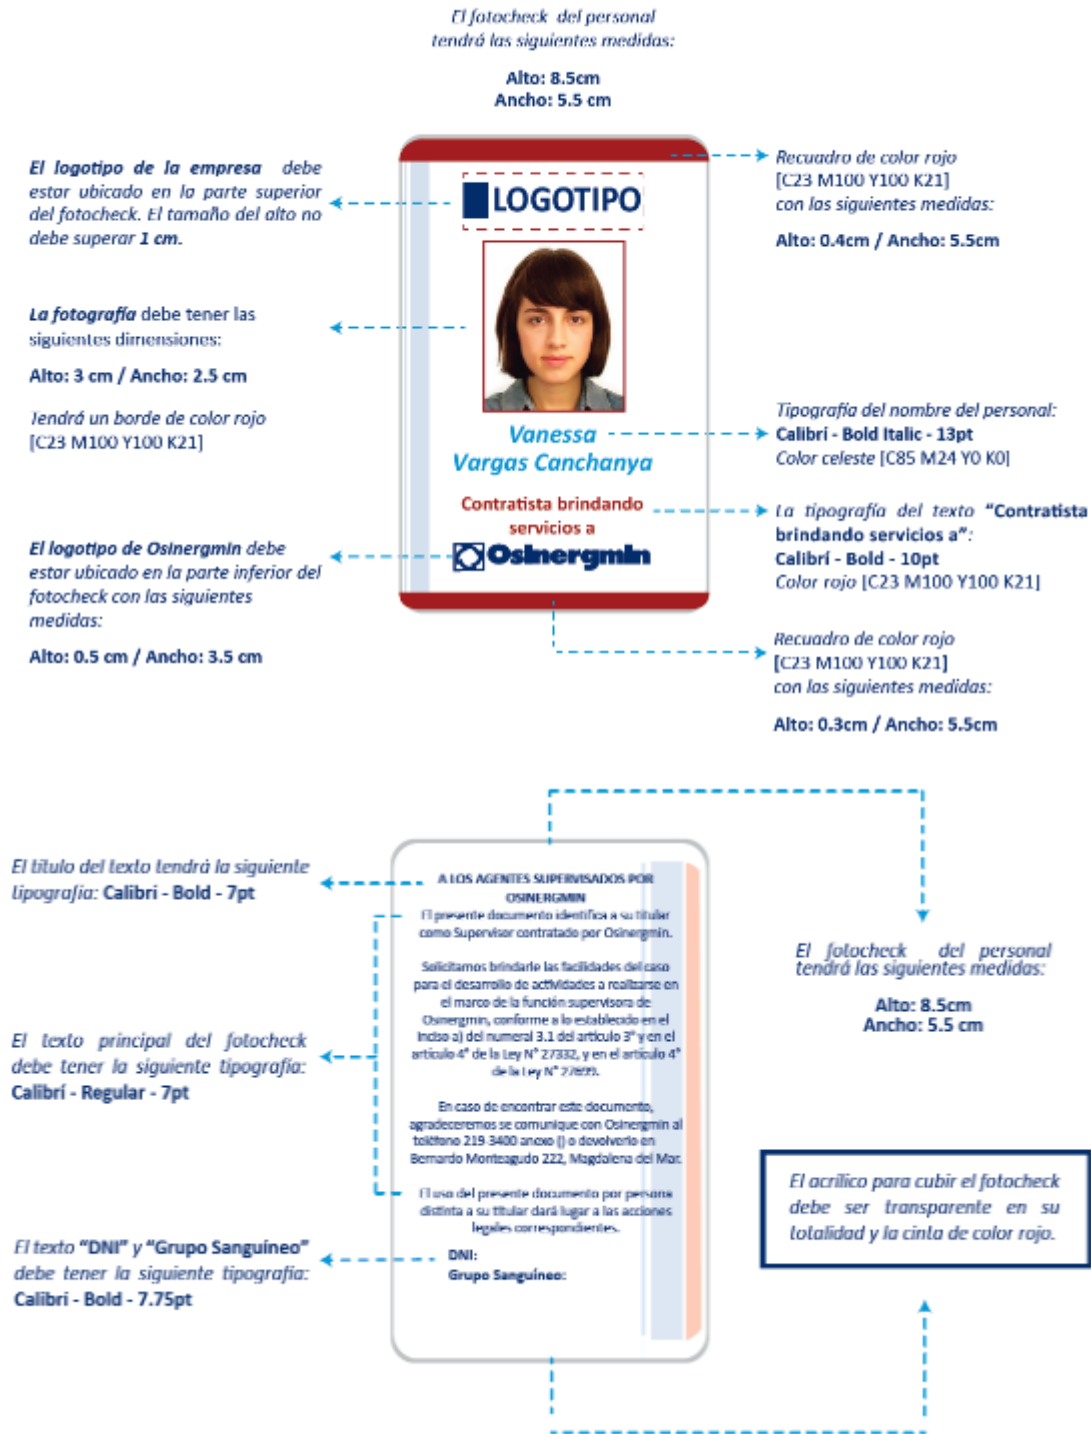 El fotocheck del personal
tendrá las siguientes medidas:
Alto: 8.5cm
Ancho: 5.5 cm
El logotipo de la empresa debe
estar ubicado en la parte superior
del fotocheck. El tamaño del alto no
debe superar 1 cm.
LOGOTIPO
Recuadro de color rojo
[C23 M100 Y100 K21]
con las siguientes medidas:
Alto: 0.4cm / Ancho: 5.5cm
La fotografía debe tener las
siguientes dimensiones:
Alto: 3 cm / Ancho: 2.5 cm
Tendrá un borde de color rojo
[C23 M100 Y100 K21]
Vanessa
Vargas Canchanya
Tipografía del nombre del personal:
Calibri - Bold Italic - 13pt
Color celeste [C85 M24 Y0 K0]
Contratista brindando
servicios a
Osinergmin
La tipografía del texto “Contratista
brindando servicios a”:
Calibri - Bold - 10pt
Color rojo [C23 M100 Y100 K21]
El logotipo de Osinergmin debe
estar ubicado en la parte inferior del
fotocheck con las siguientes
medidas:
Alto: 0.5 cm / Ancho: 3.5 cm
Recuadro de color rojo
[C23 M100 Y100 K21]
con las siguientes medidas:
Alto: 0.3cm / Ancho: 5.5cm
El título del texto tendrá la siguiente
tipografía: Calibri - Bold - 7pt
A LOS AGENTES SUPERVISADOS POR
OSINERGMIN
El presente documento identifica a su titular
como Supervisor contratado por Osinergmin.
Solicitamos brindarle las facilidades del caso
para el desarrollo de actividades a realizarse en
el marco de la función supervisora de
Osinergmin, conforme a lo establecido en el
inciso a) del numeral 3.1 del artículo 3° y en el
artículo 4° de la Ley N° 27332, y en el artículo 4°
de la Ley N° 27699.
En caso de encontrar este documento,
agradeceremos se comunique con Osinergmin al
teléfono 219-3400 anexo () o devolverlo en
Bernardo Monteagudo 222, Magdalena del Mar.
El uso del presente documento por persona
distinta a su titular dará lugar a las acciones
legales correspondientes.
DNI:
Grupo Sanguíneo:
El texto principal del fotocheck
debe tener la siguiente tipografía:
Calibri - Regular - 7pt
El texto “DNI” y “Grupo Sanguíneo”
debe tener la siguiente tipografía:
Calibri - Bold - 7.75pt
El fotocheck del personal
tendrá las siguientes medidas:
Alto: 8.5cm
Ancho: 5.5 cm
El acrílico para cubir el fotocheck
debe ser transparente en su
totalidad y la cinta de color rojo.